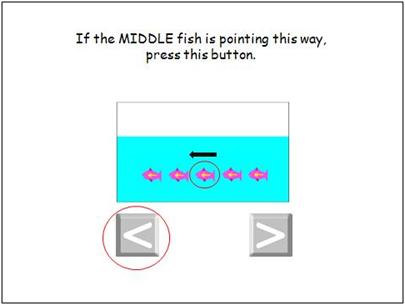 If the MIDDLE fish is pointing this way,
press this button.
< >